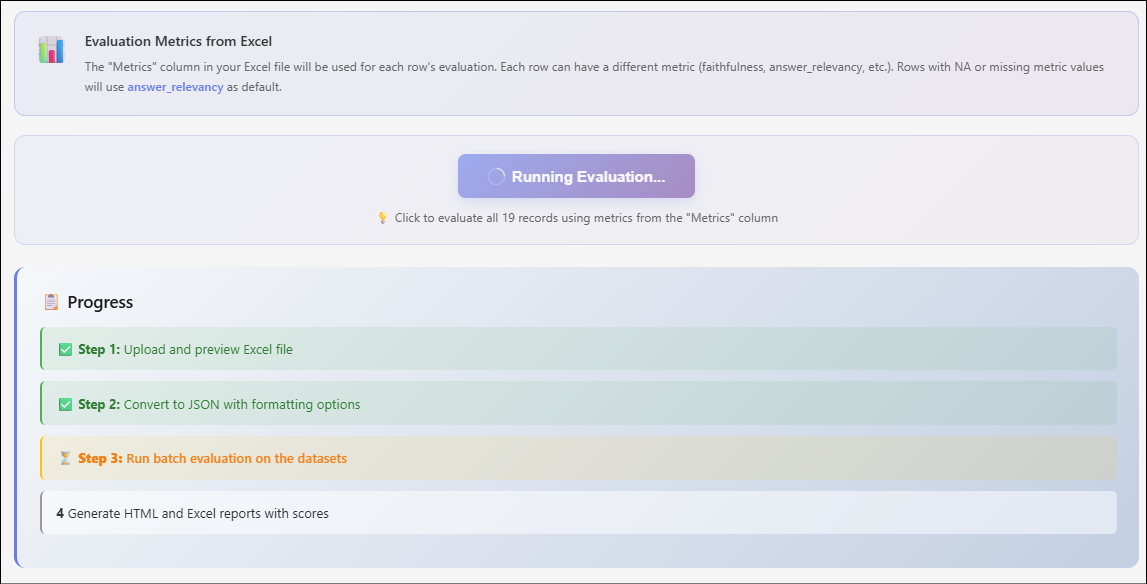 Evaluation Metrics from Excel
The "Metrics" column in your Excel file will be used for each row's evaluation. Each row can have a different metric (faithfulness, answer_relevancy, etc.). Rows with NA or missing metric values
will use answer_relevancy as default.
Running Evaluation...
Click to evaluate all 19 records using metrics from the "Metrics" column
Progress
Step 1: Upload and preview Excel file
Step 2: Convert to JSON with formatting options
Step 3: Run batch evaluation on the datasets
4 Generate HTML and Excel reports with scores